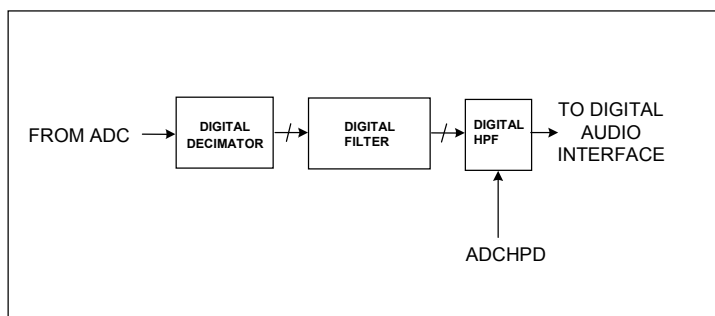 FROM ADC
DIGITAL
DECIMATOR
DIGITAL
FILTER
DIGITAL
HPF
TO DIGITAL
AUDIO
INTERFACE
ADCHPD